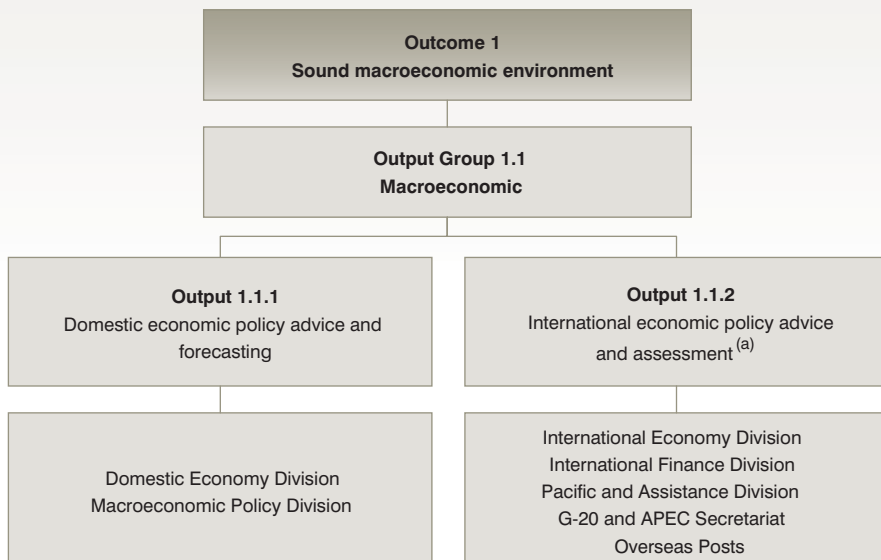 Outcome 1
Sound macroeconomic environment
Output Group 1.1
Macroeconomic
Output 1.1.1
Domestic economic policy advice and
forecasting
Output 1.1.2
International economic policy advice
and assessment (a)
Domestic Economy Division
Macroeconomic Policy Division
International Economy Division
International Finance Division
Pacific and Assistance Division
G-20 and APEC Secretariat
Overseas Posts